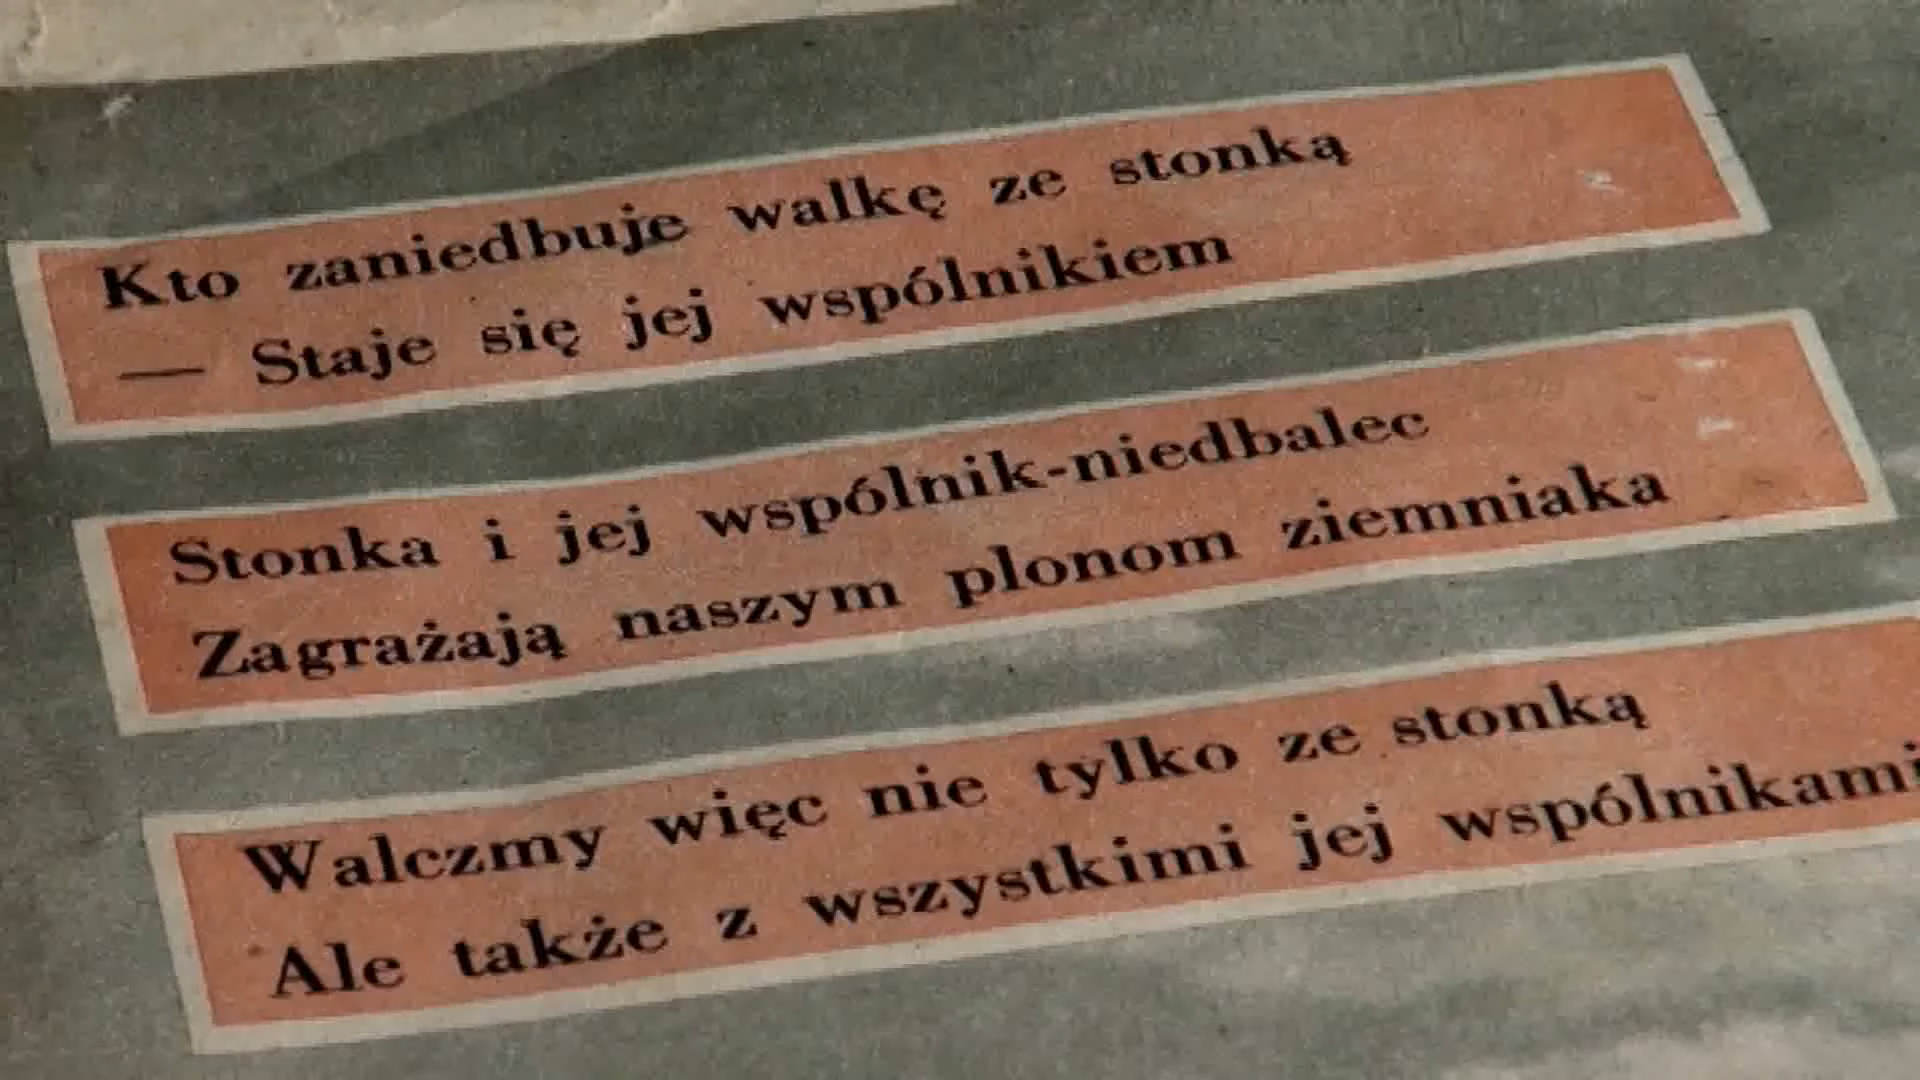 Kto zaniedbuje walkę ze stonką
— Staje się jej wspólnikiem
Stonka i jej wspólnik-niedbalec
Zagrażają naszym plonom ziemniaka
Walczmy więc nie tylko ze stonką
Ale także z wszystkimi jej wspólnikami